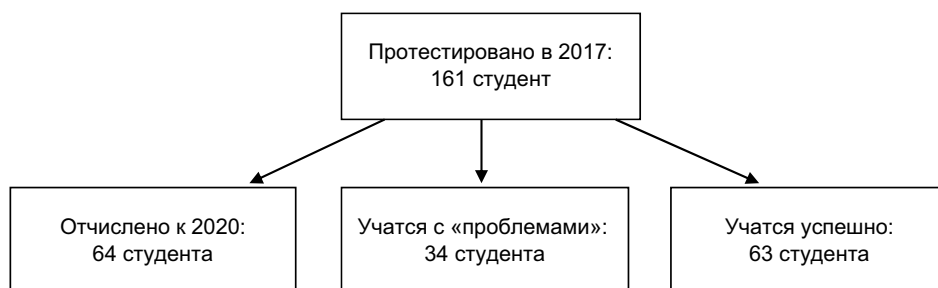 Протестировано в 2017:
161 студент
Отчислено к 2020:
64 студента
Учатся с «проблемами»:
34 студента
Учатся успешно:
63 студента